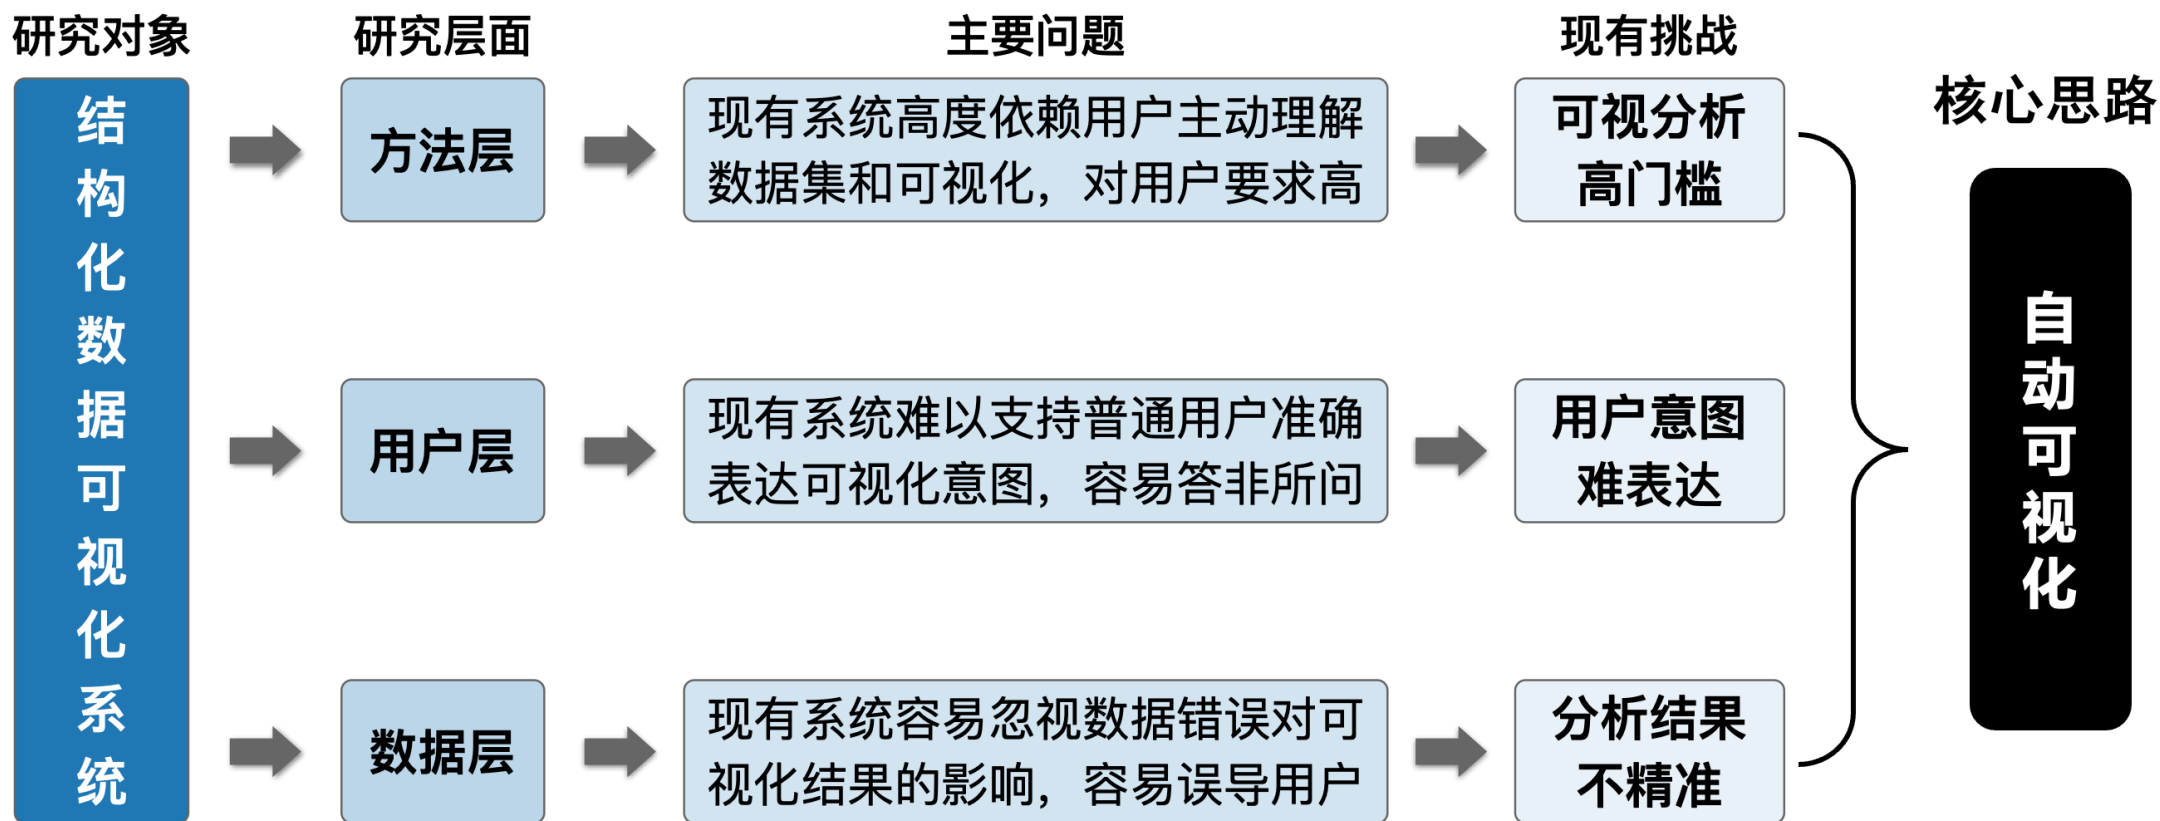 研究对象
研究层面
主要问题
现有挑战
核心思路
结构化数据可视化系统
方法层
现有系统高度依赖用户主动理解
数据集和可视化，对用户要求高
可视分析
高门槛
用户层
现有系统难以支持普通用户准确
表达可视化意图，容易答非所问
用户意图
难表达
数据层
现有系统容易忽视数据错误对可
视化结果的影响，容易误导用户
分析结果
不精准
自动可视化